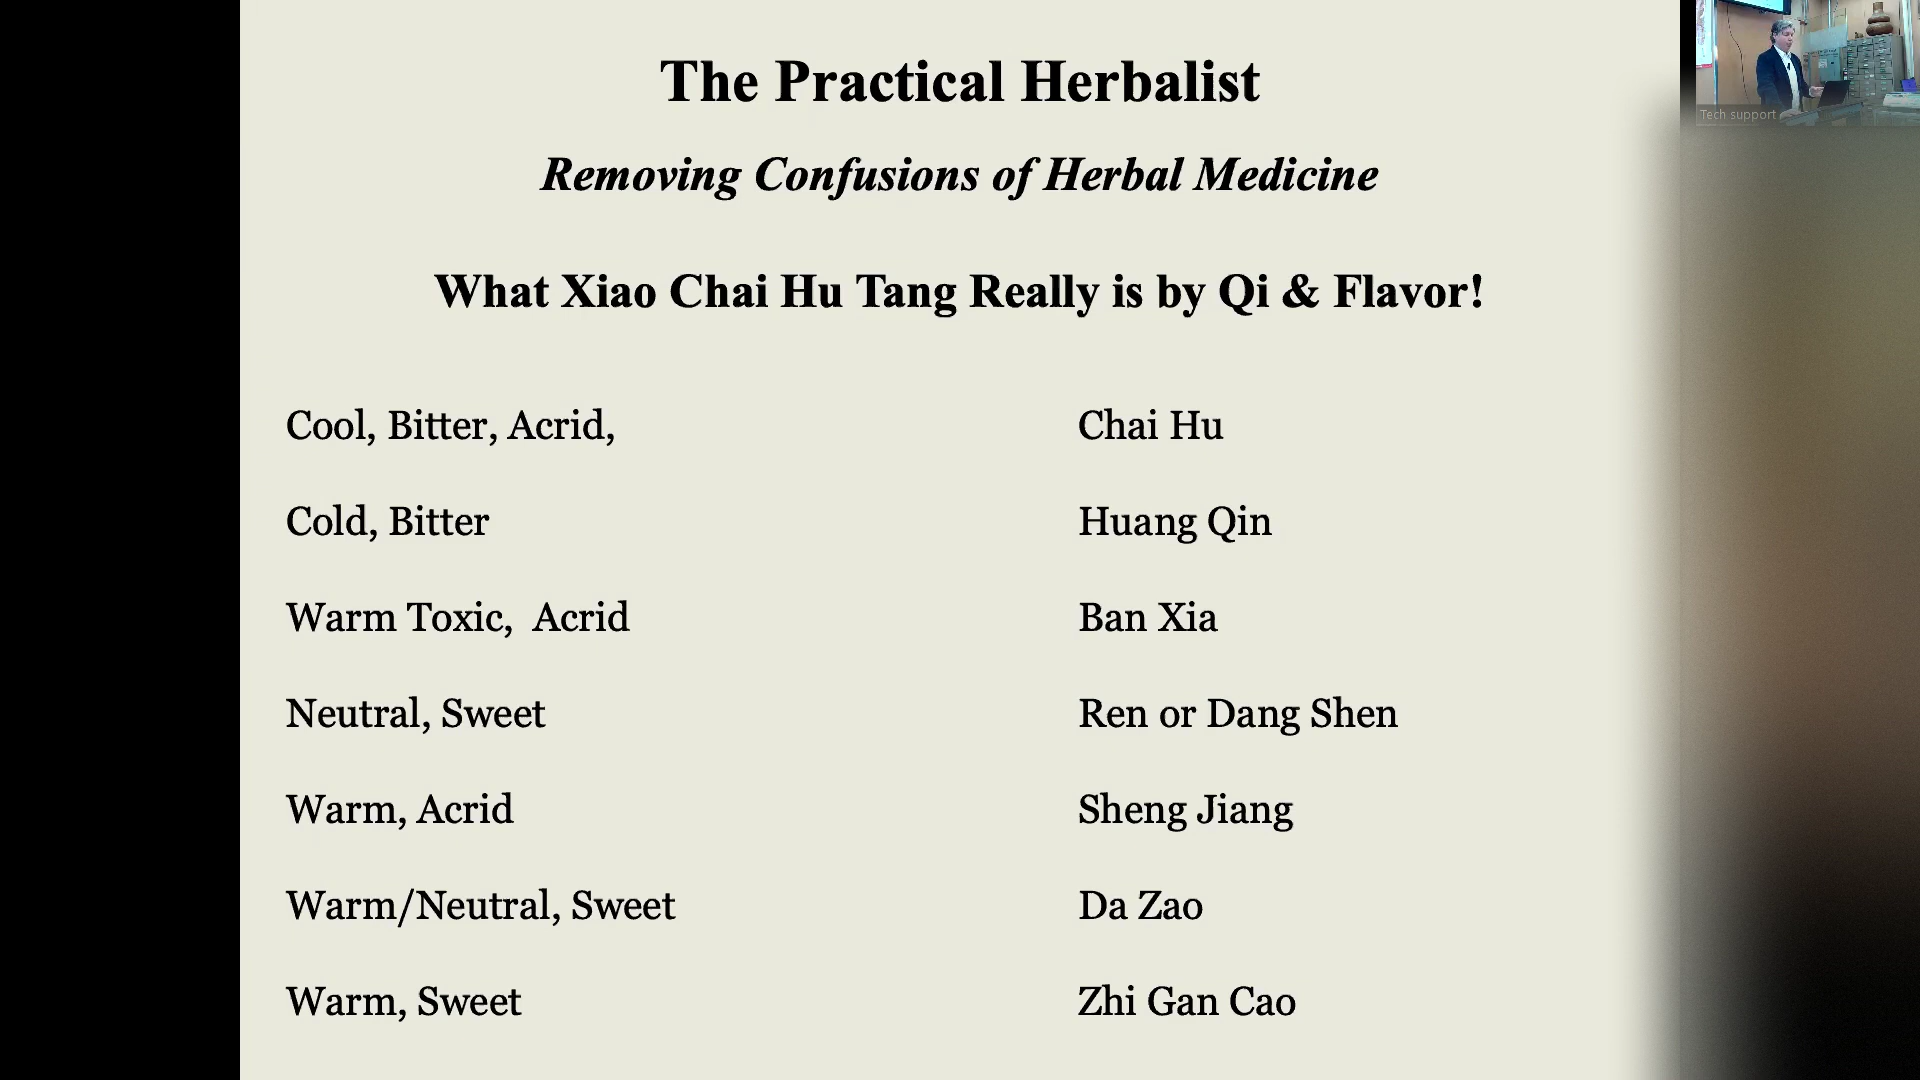 The Practical Herbalist
Removing Confusions of Herbal Medicine
What Xiao Chai Hu Tang Really is by Qi & Flavor!
Cool, Bitter, Acrid, Chai Hu
Cold, Bitter Huang Qin
Warm Toxic,  Acrid Ban Xia
Neutral, Sweet Ren or Dang Shen
Warm, Acrid Sheng Jiang
Warm/Neutral, Sweet Da Zao
Warm, Sweet Zhi Gan Cao
Tech support